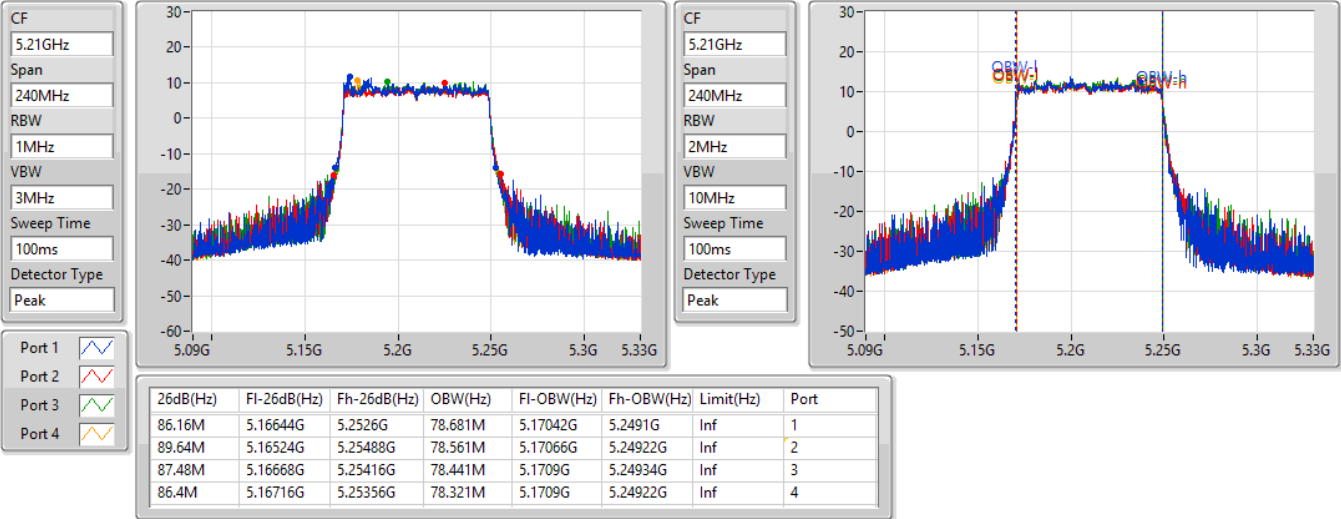 CF
5.21GHz
Span
240MHz
RBW
1MHz
VBW
3MHz
Sweep Time
100ms
Detector Type
Peak
30
20
10
0
-10
-20
-30
-40
-50
-60
5.09G 5.15G 5.2G 5.25G 5.3G 5.33G
CF
5.21GHz
Span
240MHz
RBW
2MHz
VBW
10MHz
Sweep Time
100ms
Detector Type
Peak
30
20
10
0
-10
-20
-30
-40
-50
OBW-l
OBW-l
OBW-h
OBW-h
5.09G 5.15G 5.2G 5.25G 5.3G 5.33G
Port 1
Port 2
Port 3
Port 4
26dB(Hz) Fl-26dB(Hz) Fh-26dB(Hz) OBW(Hz) Fl-OBW(Hz) Fh-OBW(Hz) Limit(Hz) Port
86.16M 5.16644G 5.2526G 78.681M 5.17042G 5.2491G Inf 1
89.64M 5.16524G 5.25488G 78.561M 5.17066G 5.24922G Inf 2
87.48M 5.16668G 5.25416G 78.441M 5.1709G 5.24934G Inf 3
86.4M 5.16716G 5.25356G 78.321M 5.1709G 5.24922G Inf 4